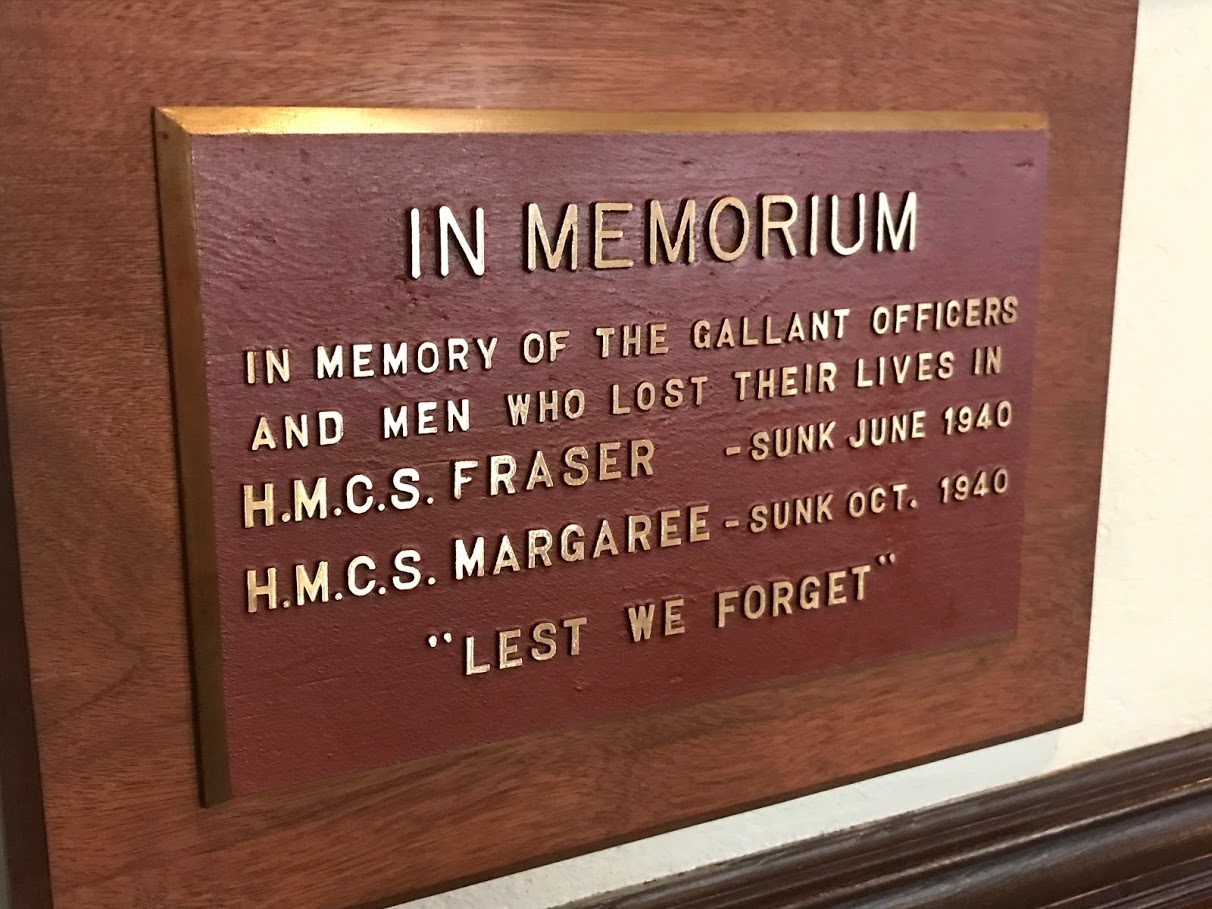 IN MEMORIUM
IN MEMORY OF THE GALLANT OFFICERS
AND MEN WHO LOST THEIR LIVES IN
H.M.C.S. FRASER - SUNK JUNE 1940
H.M.C.S. MARGAREE - SUNK OCT. 1940
"LEST WE FORGET"